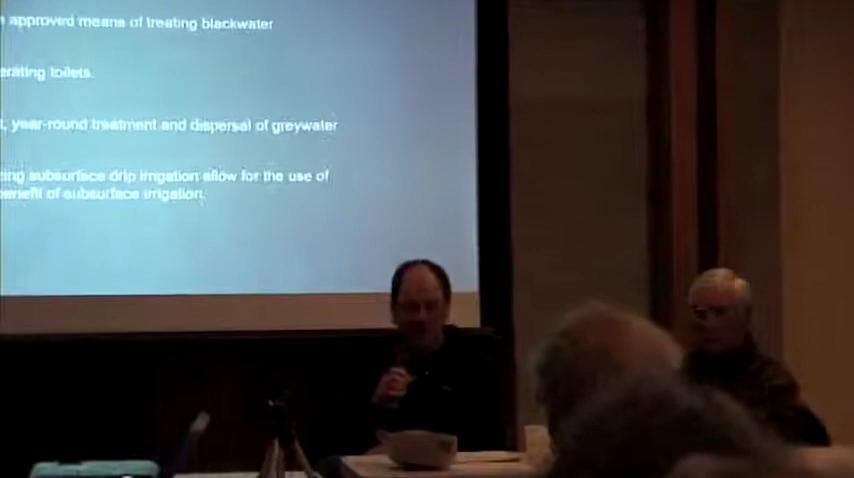 approved means of treating blackwater
erating toilets.
t, year-round treatment and dispersal of greywater
zing subsurface drip irrigation allow for the use of
benefit of subsurface irrigation.